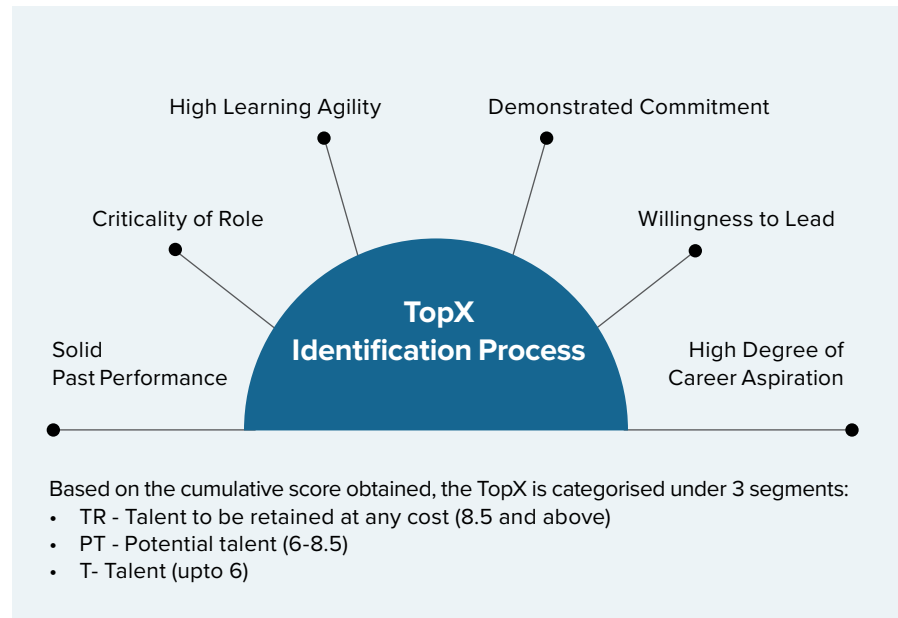 High Learning Agility
Demonstrated Commitment
Criticality of Role
Willingness to Lead
TopX
Identification Process
Solid
Past Performance
High Degree of
Career Aspiration
Based on the cumulative score obtained, the TopX is categorised under 3 segments:
• TR - Talent to be retained at any cost (8.5 and above)
• PT - Potential talent (6-8.5)
• T- Talent (upto 6)